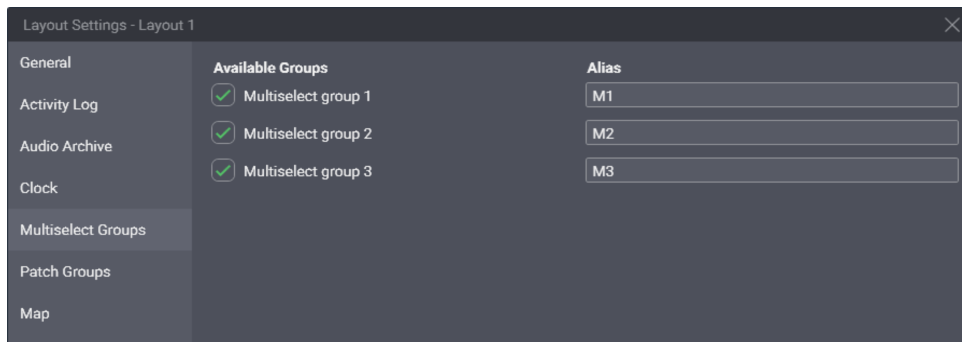 Layout Settings - Layout 1
General
Activity Log
Audio Archive
Clock
Multiselect Groups
Patch Groups
Map
Available Groups
Alias
Multiselect group 1
M1
Multiselect group 2
M2
Multiselect group 3
M3